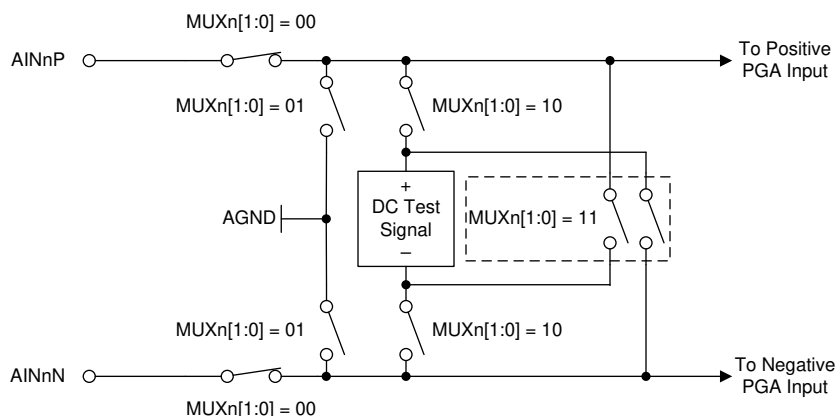 MUXn[1:0] = 00
AINnP
To Positive
PGA Input
MUXn[1:0] = 01
MUXn[1:0] = 10
+
DC Test
Signal
–
AGND
MUXn[1:0] = 11
MUXn[1:0] = 01
MUXn[1:0] = 10
AINnN
To Negative
PGA Input
MUXn[1:0] = 00